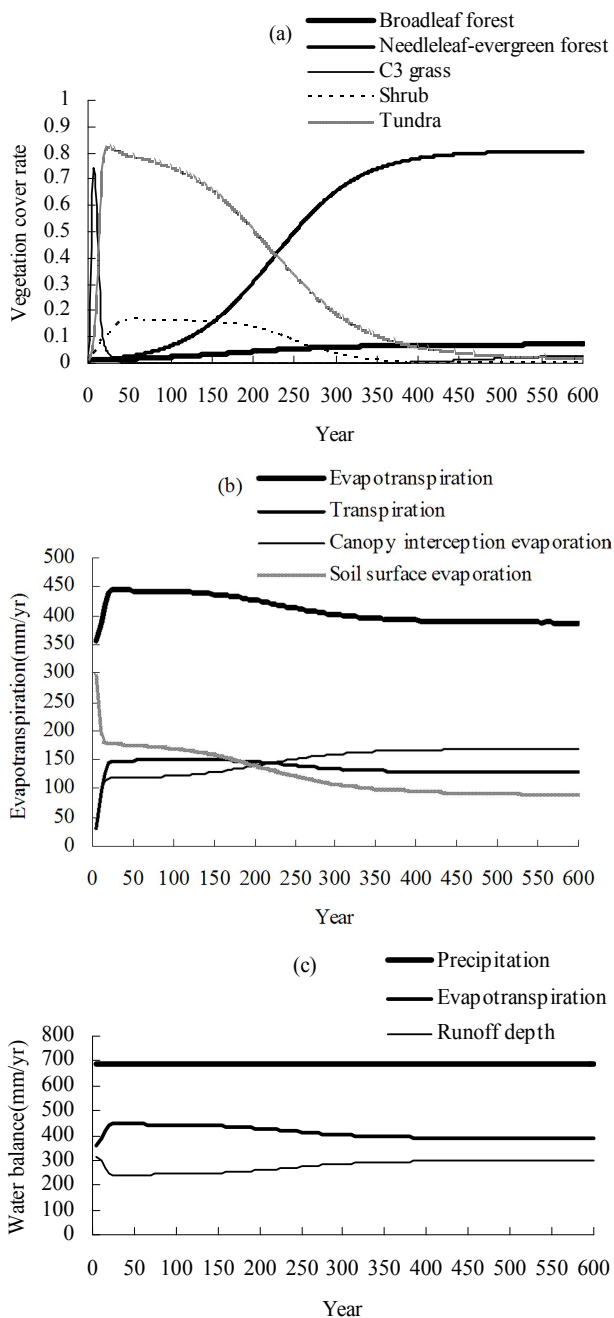 (a)
Broadleaf forest
Needleleaf-evergreen forest
C3 grass
Shrub
Tundra
Vegetation cover rate
1
0.9
0.8
0.7
0.6
0.5
0.4
0.3
0.2
0.1
0
0 50 100 150 200 250 300 350 400 450 500 550 600
Year
(b)
Evapotranspiration
Transpiration
Canopy interception evaporation
Soil surface evaporation
Evapotranspiration(mm/yr)
500
450
400
350
300
250
200
150
100
50
0
0 50 100 150 200 250 300 350 400 450 500 550 600
Year
(c)
Precipitation
Evapotranspiration
Runoff depth
Water balance(mm/yr)
800
700
600
500
400
300
200
100
0
0 50 100 150 200 250 300 350 400 450 500 550 600
Year